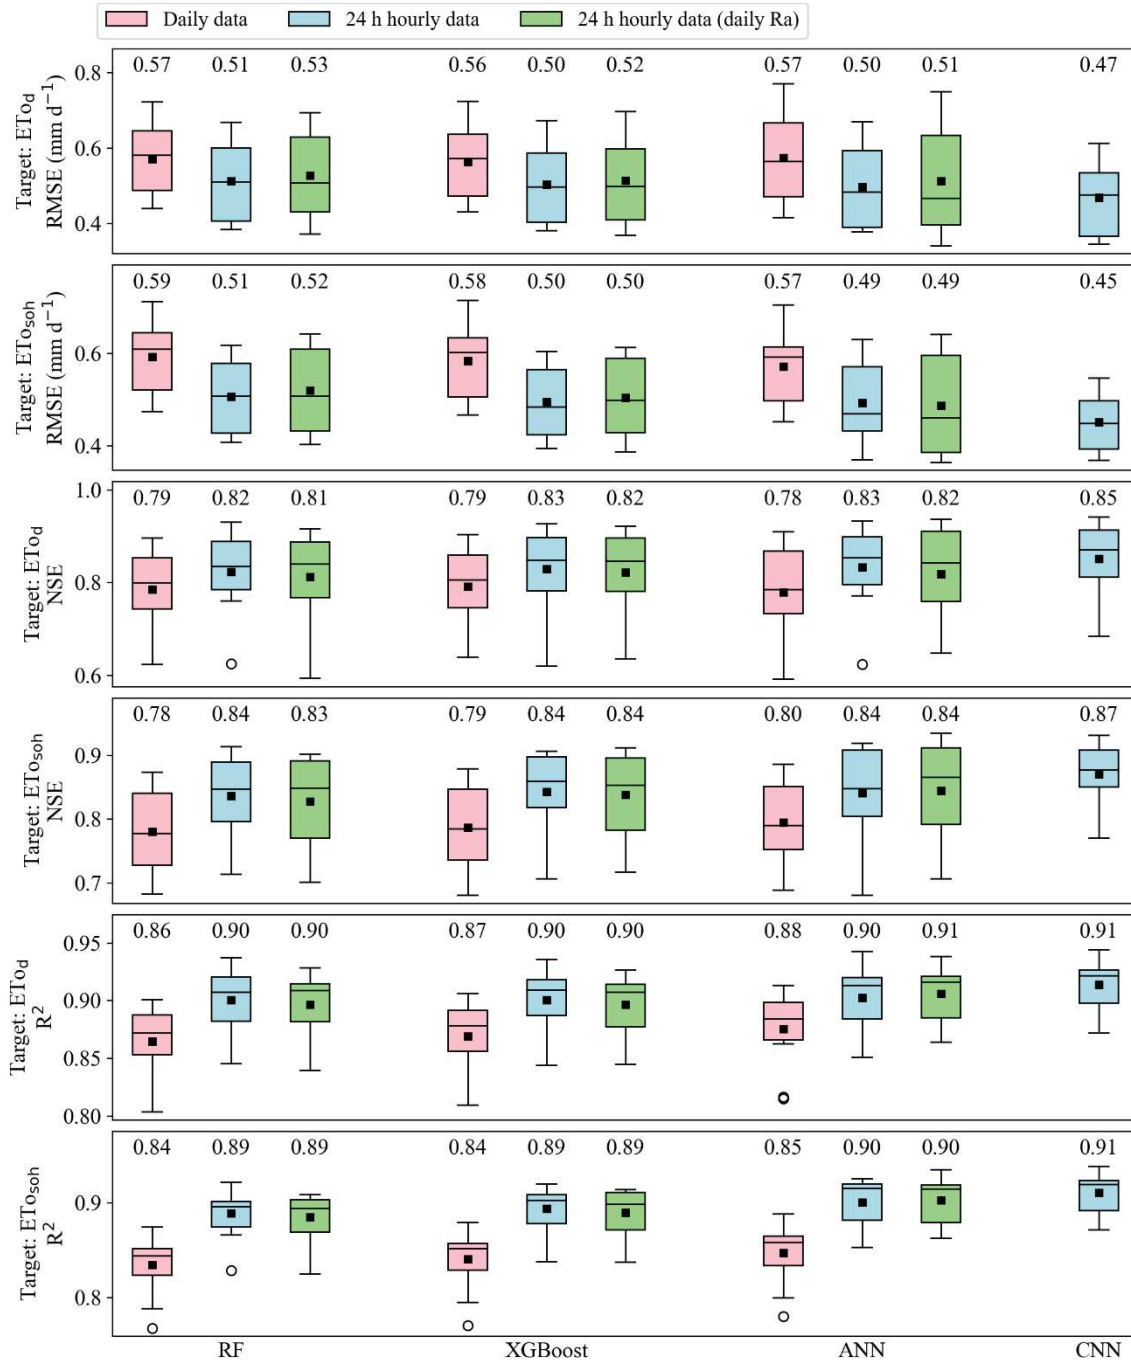 Daily data 24 h hourly data 24 h hourly data (daily Ra)
Target: ETo_d
RMSE (mm d⁻¹)
0.8
0.6
0.4
0.57 0.51 0.53 0.56 0.50 0.52 0.57 0.50 0.51 0.47
Target: ETo_soh
RMSE (mm d⁻¹)
0.6
0.4
0.59 0.51 0.52 0.58 0.50 0.50 0.57 0.49 0.49 0.45
Target: ETo_d
NSE
1.0
0.8
0.6
0.79 0.82 0.81 0.79 0.83 0.82 0.78 0.83 0.82 0.85
Target: ETo_soh
NSE
0.9
0.8
0.7
0.78 0.84 0.83 0.79 0.84 0.84 0.80 0.84 0.84 0.87
Target: ETo_d
R²
0.95
0.90
0.85
0.80
0.86 0.90 0.90 0.87 0.90 0.90 0.88 0.90 0.91 0.91
Target: ETo_soh
R²
0.9
0.8
0.84 0.89 0.89 0.84 0.89 0.89 0.85 0.90 0.90 0.91
RF XGBoost ANN CNN